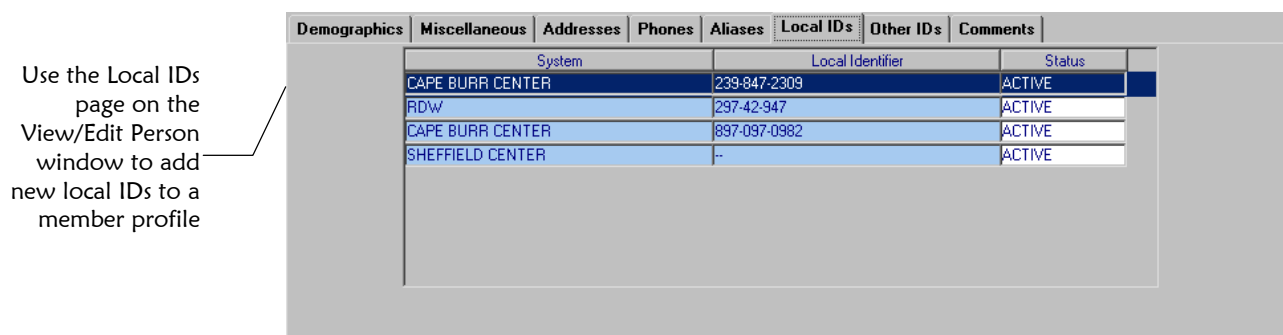 Demographics Miscellaneous Addresses Phones Aliases Local IDs Other IDs Comments
Use the Local IDs
page on the
View/Edit Person
window to add
new local IDs to a
member profile
System Local Identifier Status
CAPE BURR CENTER 239-847-2309 ACTIVE
RDW 297-42-947 ACTIVE
CAPE BURR CENTER 897-097-0982 ACTIVE
SHEFFIELD CENTER -- ACTIVE